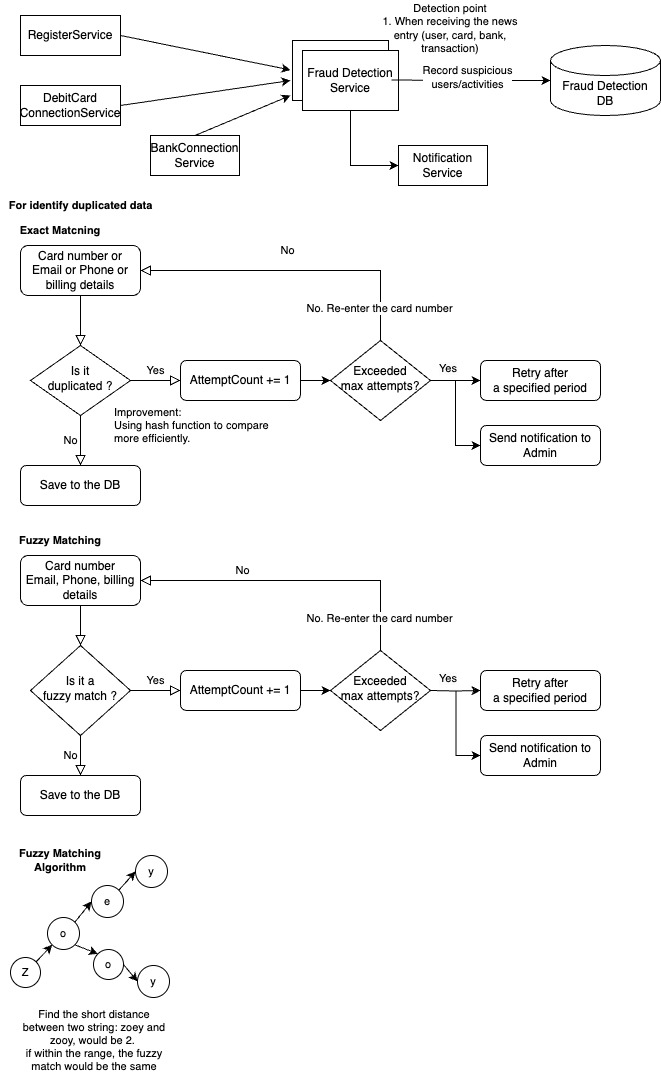 RegisterService
Detection point
1. When receiving the news
entry (user, card, bank,
transaction)
Fraud Detection
Service
Record suspicious
users/activities
Fraud Detection
DB
DebitCard
ConnectionService
BankConnection
Service
Notification
Service
For identify duplicated data
Exact Matcning
Card number or
Email or Phone or
billing details
No
No. Re-enter the card number
Is it
duplicated ?
Yes
AttemptCount += 1
Exceeded
max attempts?
Yes
Retry after
a specified period
Improvement:
Using hash function to compare
more efficiently.
Send notification to
Admin
No
Save to the DB
Fuzzy Matching
Card number
Email, Phone, billing
details
No
No. Re-enter the card number
Is it a
fuzzy match ?
Yes
AttemptCount += 1
Exceeded
max attempts?
Yes
Retry after
a specified period
Send notification to
Admin
No
Save to the DB
Fuzzy Matching
Algorithm
y
e
o
Z
o
y
Find the short distance
between two string: zoey and
zooy, would be 2.
if within the range, the fuzzy
match would be the same